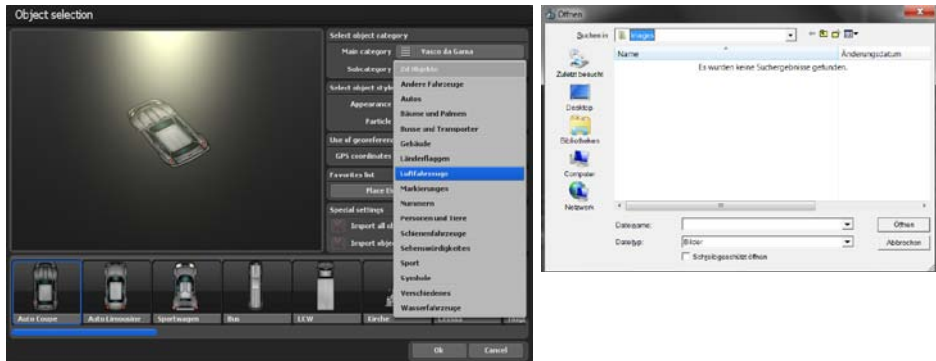 Object selection
Select object category
Main category Vasco da Gama
Subcategory
2D Objekte
Andere Fahrzeuge
Autos
Bäume und Palmen
Busse und Transporter
Gebäude
Länderflaggen
Luftfahrzeuge
Markierungen
Nummern
Personen und Tiere
Schienenfahrzeuge
Sehenswürdigkeiten
Sport
Symbole
Verschiedenes
Wasserfahrzeuge
Select object style
Appearance
Particle
Use of georeferenc
GPS coordinates
Favorites list
Place
Special settings
Import all
Import obje
Auto Coupe
Auto Limousine
Sportwagen
Bus
LCW
Kirche
Ok
Cancel
Öffnen
Suchen in: Images
Name
Änderungsdatum
Es wurden keine Suchergebnisse gefunden.
Zuletzt besucht
Desktop
Bibliotheken
Computer
Netzwerk
Dateiname:
Öffnen
Dateityp: Bilder
Abbrechen
Schreibgeschützt öffnen